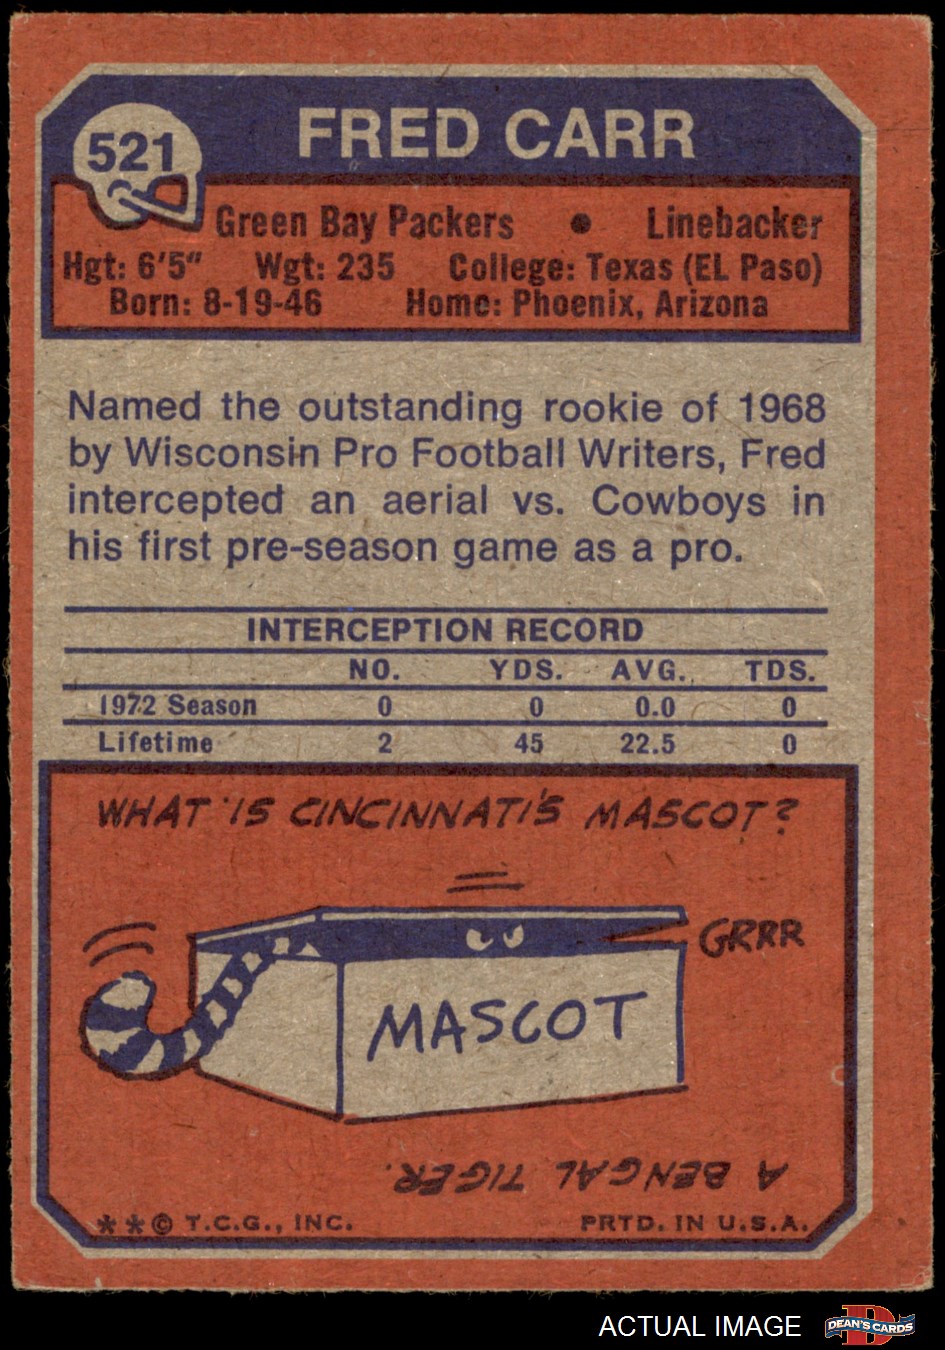 521
FRED CARR
Green Bay Packers • Linebacker
Hgt: 6'5" Wgt: 235 College: Texas (EL Paso)
Born: 8-19-46 Home: Phoenix, Arizona
Named the outstanding rookie of 1968
by Wisconsin Pro Football Writers, Fred
intercepted an aerial vs. Cowboys in
his first pre-season game as a pro.
INTERCEPTION RECORD
NO. YDS. AVG. TDS.
1972 Season 0 0 0.0 0
Lifetime 2 45 22.5 0
WHAT IS CINCINNATI'S MASCOT?
GRRR
MASCOT
A BENGAL TIGER.
**© T.C.G., INC. PRTD. IN U.S.A.
ACTUAL IMAGE
D
DEAN'S CARDS